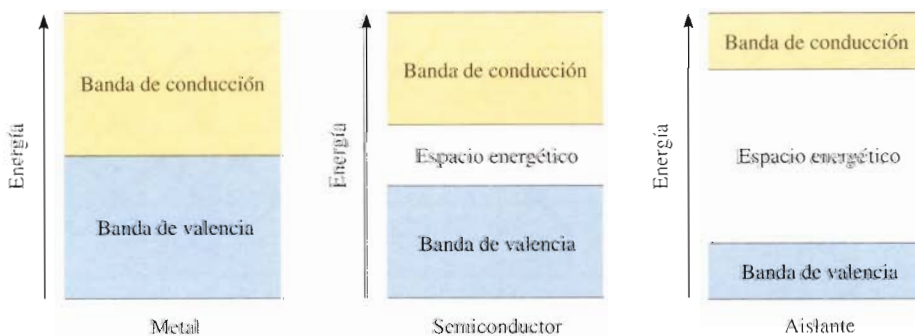 Energía
Banda de conducción
Banda de valencia
Metal
Energía
Banda de conducción
Espacio energético
Banda de valencia
Semiconductor
Energía
Banda de conducción
Espacio energético
Banda de valencia
Aislante